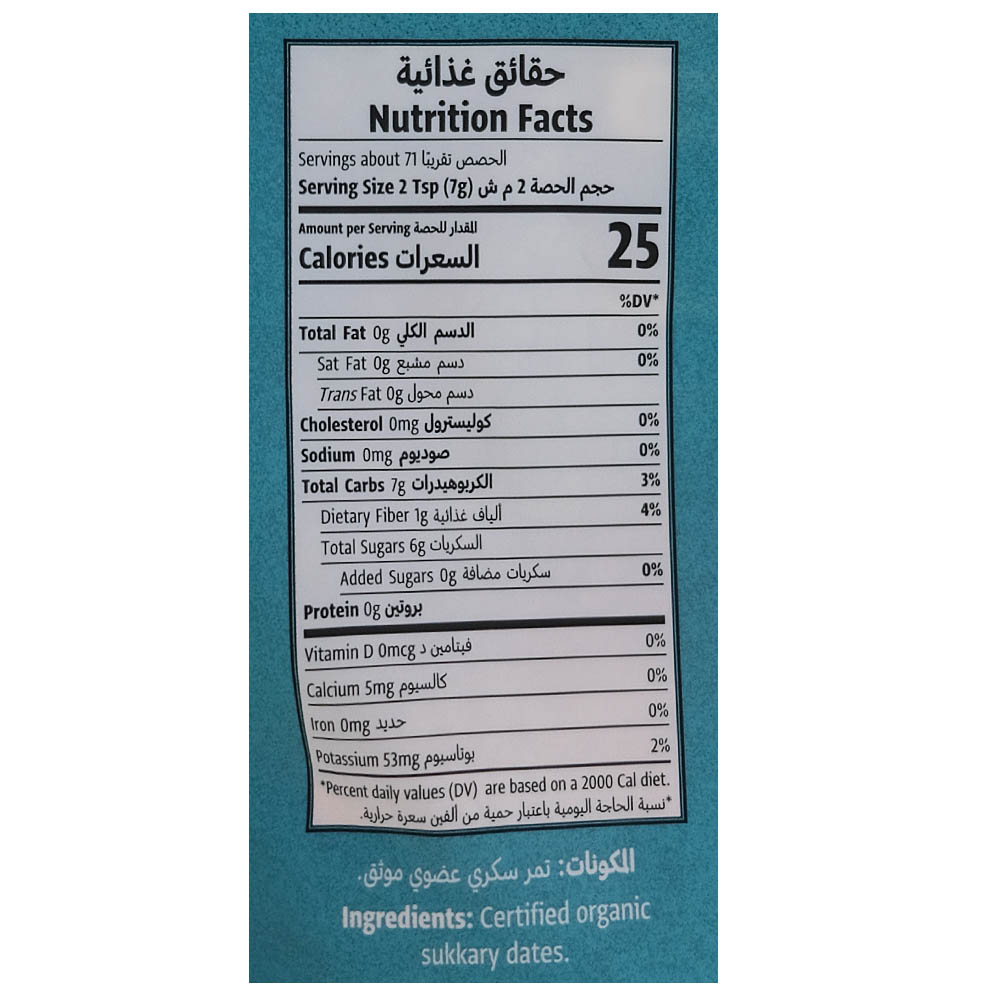 حقائق غذائية
Nutrition Facts
Servings about 71 الحصص تقريبًا
Serving Size 2 Tsp (7g) حجم الحصة 2 م ش
Amount per Serving المقدار للحصة
Calories السعرات 25
%DV*
Total Fat 0g الدسم الكلي 0%
Sat Fat 0g دسم مشبع 0%
Trans Fat 0g دسم محول
Cholesterol 0mg كوليسترول 0%
Sodium 0mg صوديوم 0%
Total Carbs 7g الكربوهيدرات 3%
Dietary Fiber 1g ألياف غذائية 4%
Total Sugars 6g السكريات
Added Sugars 0g سكريات مضافة 0%
Protein 0g بروتين
Vitamin D 0mcg فيتامين د 0%
Calcium 5mg كالسيوم 0%
Iron 0mg حديد 0%
Potassium 53mg بوتاسيوم 2%
*Percent daily values (DV) are based on a 2000 Cal diet.
*نسبة الحاجة اليومية باعتبار حمية من ألفين سعرة حرارية.
المكونات: تمر سكري عضوي موثق.
Ingredients: Certified organic
sukkary dates.